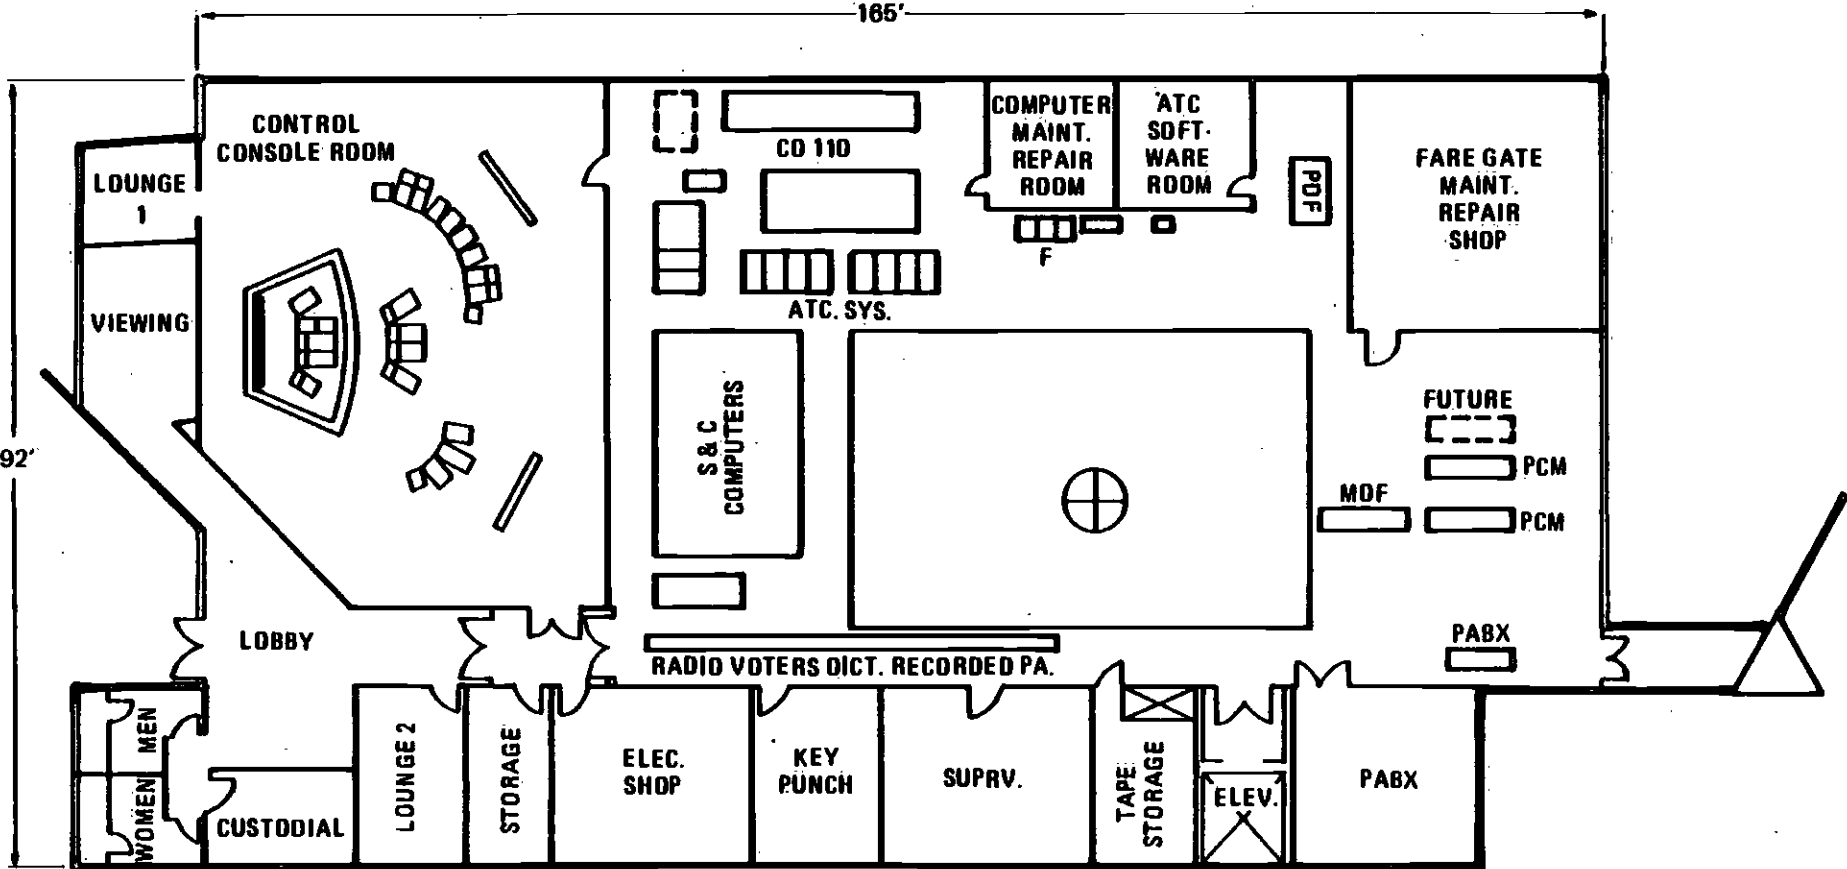 165'
CONTROL
CONSOLE ROOM
LOUNGE
1
VIEWING
92'
CD 110
COMPUTER
MAINT.
REPAIR
ROOM
ATC
SOFT-
WARE
ROOM
PDF
FARE GATE
MAINT.
REPAIR
SHOP
F
ATC. SYS.
S & C
COMPUTERS
FUTURE
PCM
MDF
PCM
LOBBY
PABX
RADIO VOTERS DICT. RECORDED PA.
MEN
WOMEN
CUSTODIAL
LOUNGE 2
STORAGE
ELEC.
SHOP
KEY
PUNCH
SUPRV.
TAPE
STORAGE
ELEV.
PABX